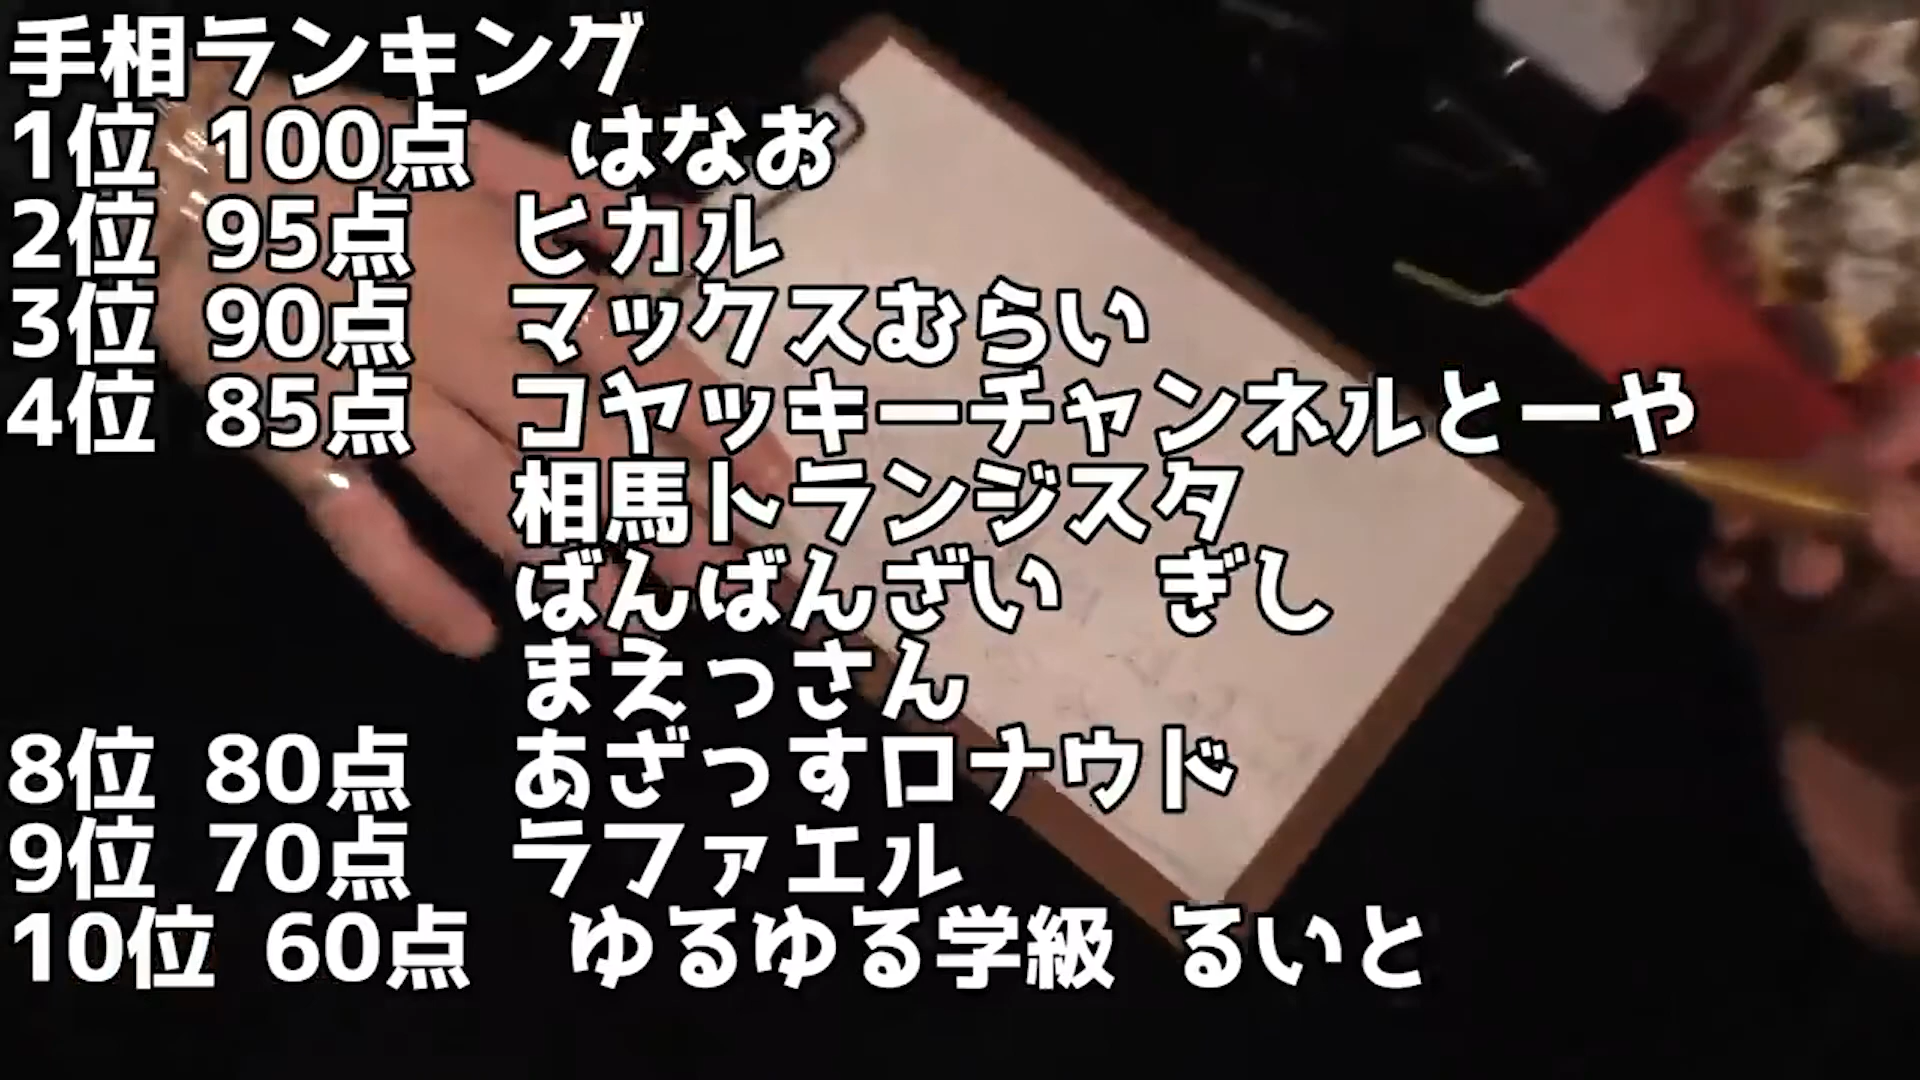 手相ランキング
1位 100点　はなお
2位 95点　ヒカル
3位 90点　マックスむらい
4位 85点　コヤッキーチャンネルとーや
相馬トランジスタ
ばんばんざい　ぎし
まえっさん
8位 80点　あざっすロナウド
9位 70点　ラファエル
10位 60点　ゆるゆる学級 るいと